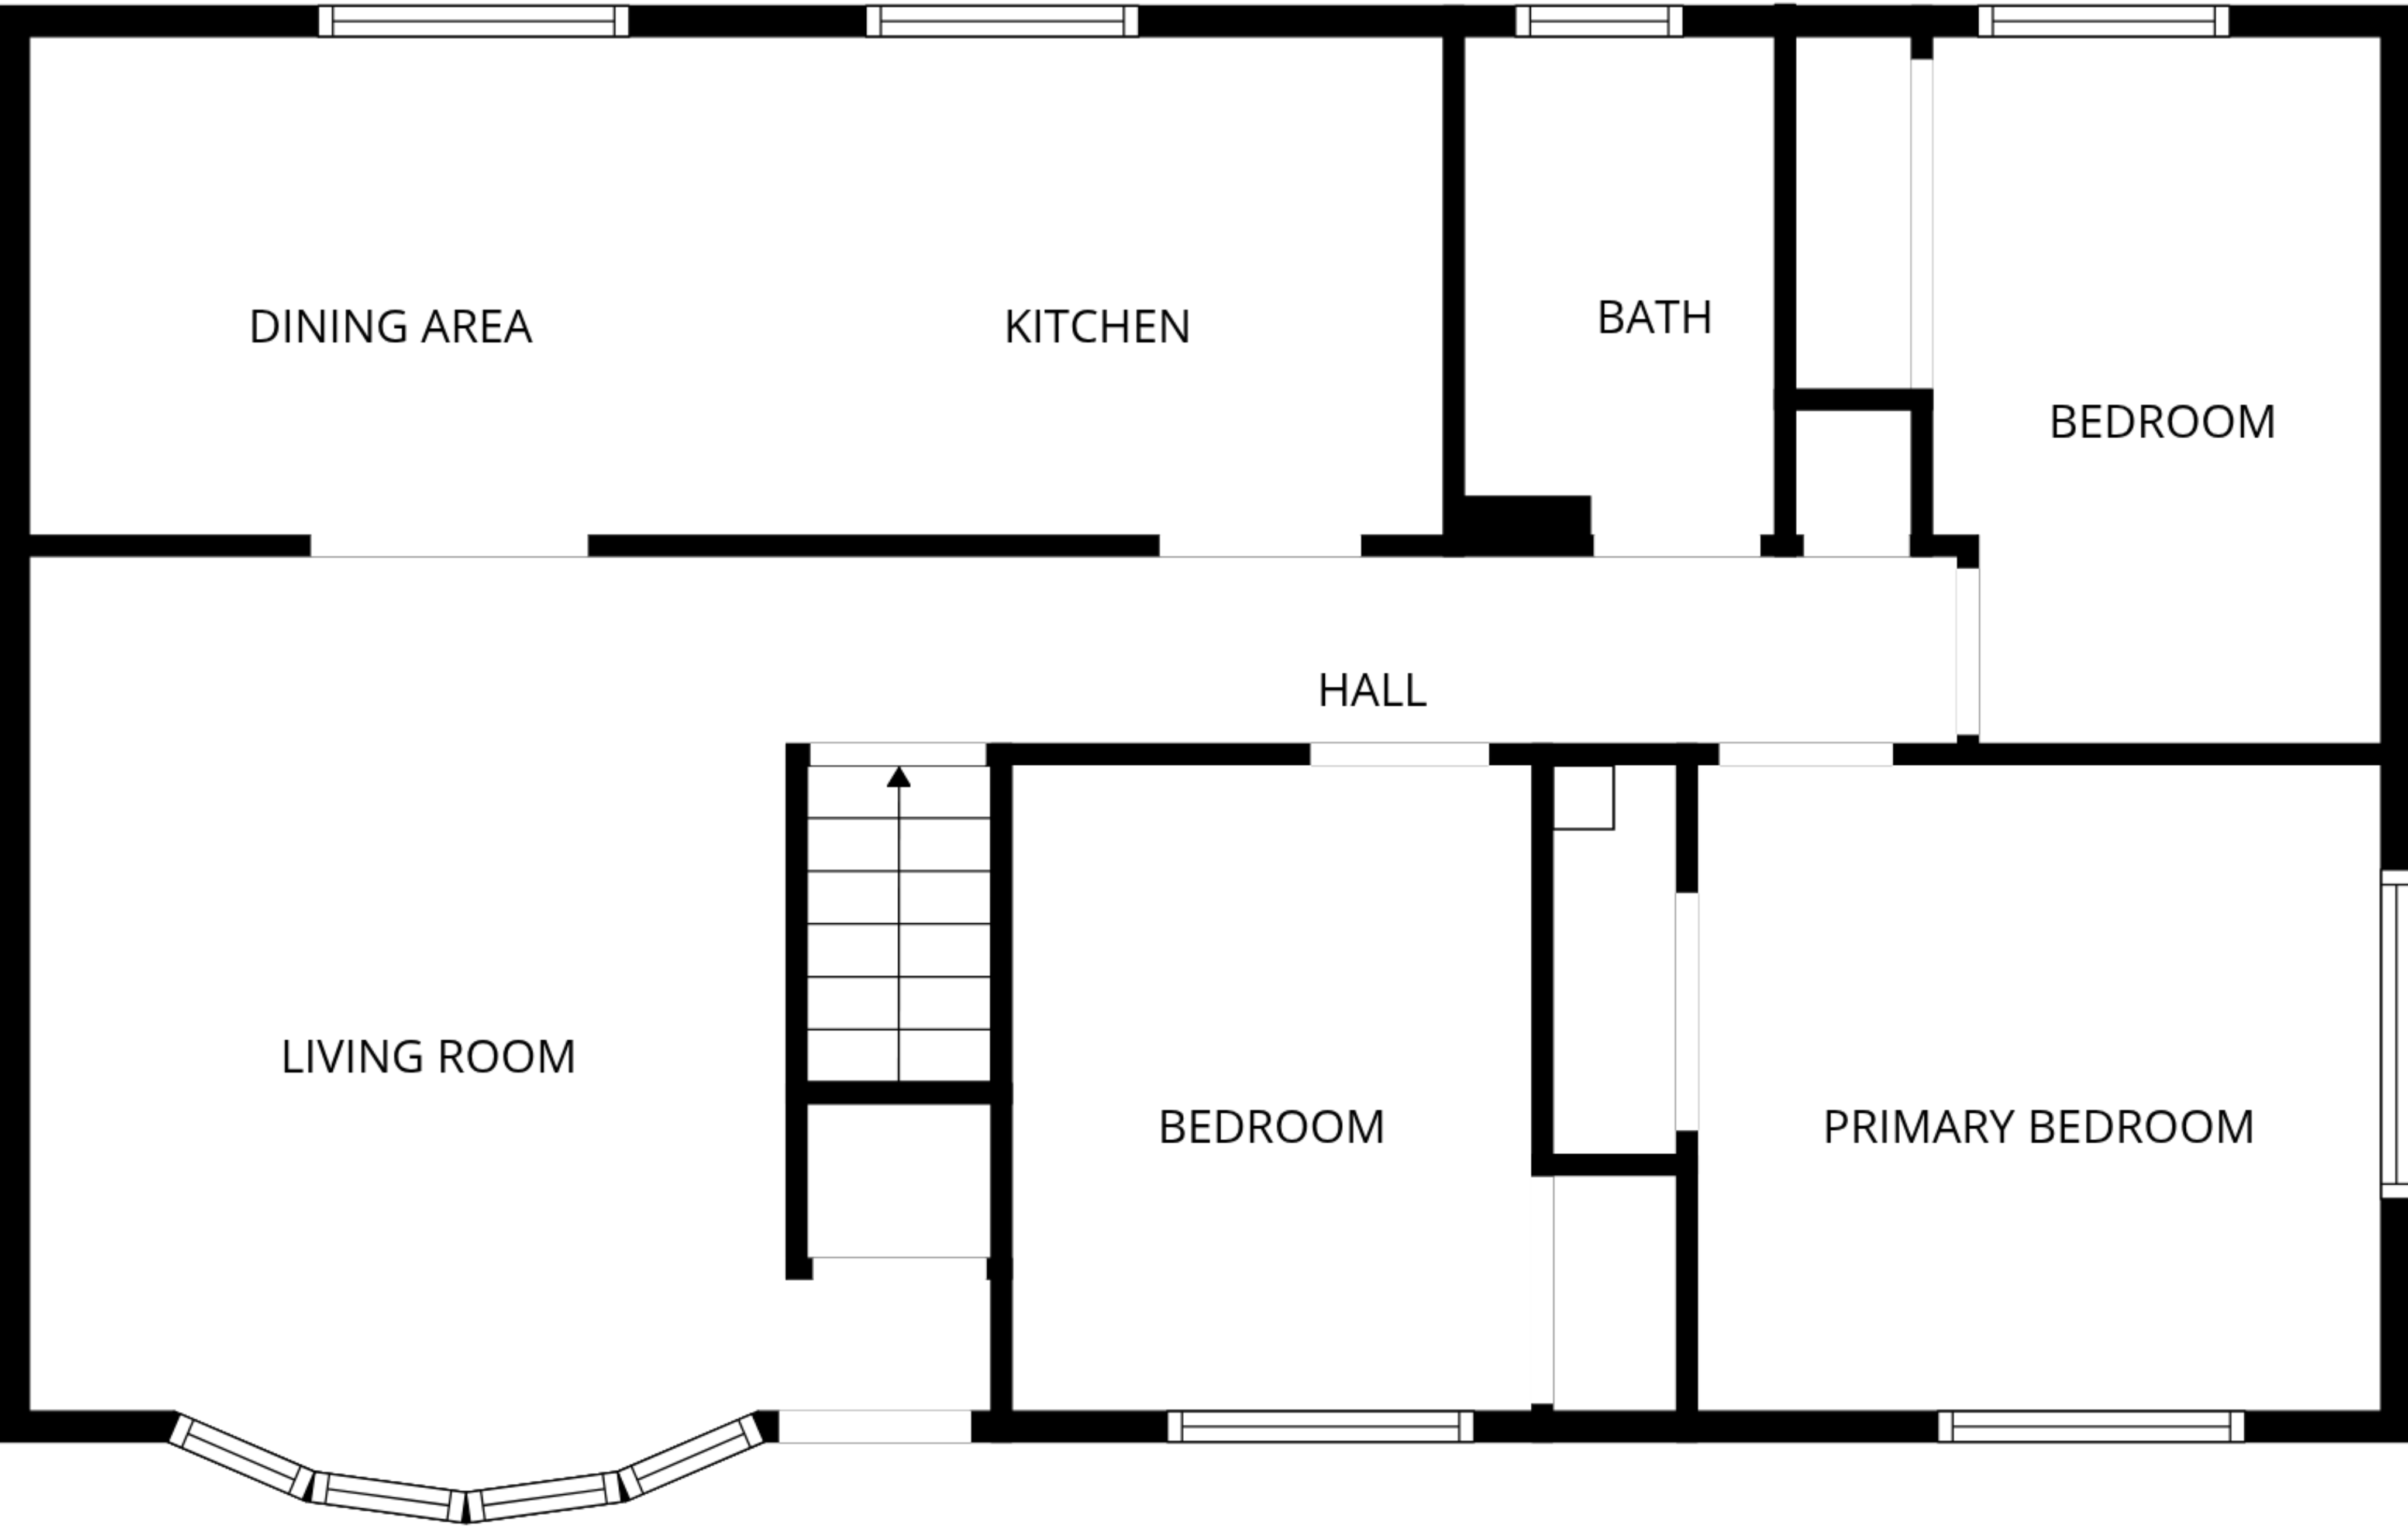 DINING AREA
KITCHEN
BATH
BEDROOM
HALL
LIVING ROOM
BEDROOM
PRIMARY BEDROOM